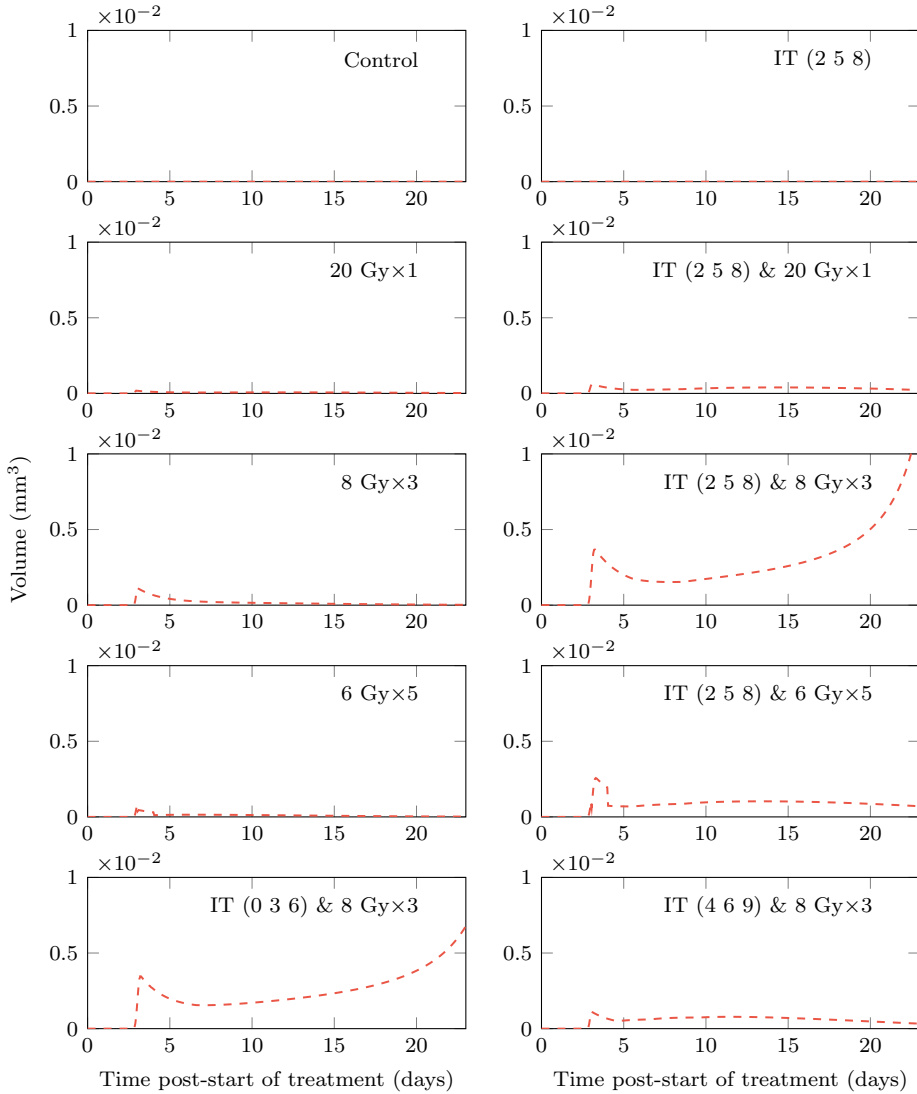 ×10⁻²
1
0.5
0
Control
0 5 10 15 20
×10⁻²
1
0.5
0
IT (2 5 8)
0 5 10 15 20
×10⁻²
1
0.5
0
20 Gy×1
0 5 10 15 20
×10⁻²
1
0.5
0
IT (2 5 8) & 20 Gy×1
0 5 10 15 20
Volume (mm³)
×10⁻²
1
0.5
0
8 Gy×3
0 5 10 15 20
×10⁻²
1
0.5
0
IT (2 5 8) & 8 Gy×3
0 5 10 15 20
×10⁻²
1
0.5
0
6 Gy×5
0 5 10 15 20
×10⁻²
1
0.5
0
IT (2 5 8) & 6 Gy×5
0 5 10 15 20
×10⁻²
1
0.5
0
IT (0 3 6) & 8 Gy×3
0 5 10 15 20
Time post-start of treatment (days)
×10⁻²
1
0.5
0
IT (4 6 9) & 8 Gy×3
0 5 10 15 20
Time post-start of treatment (days)